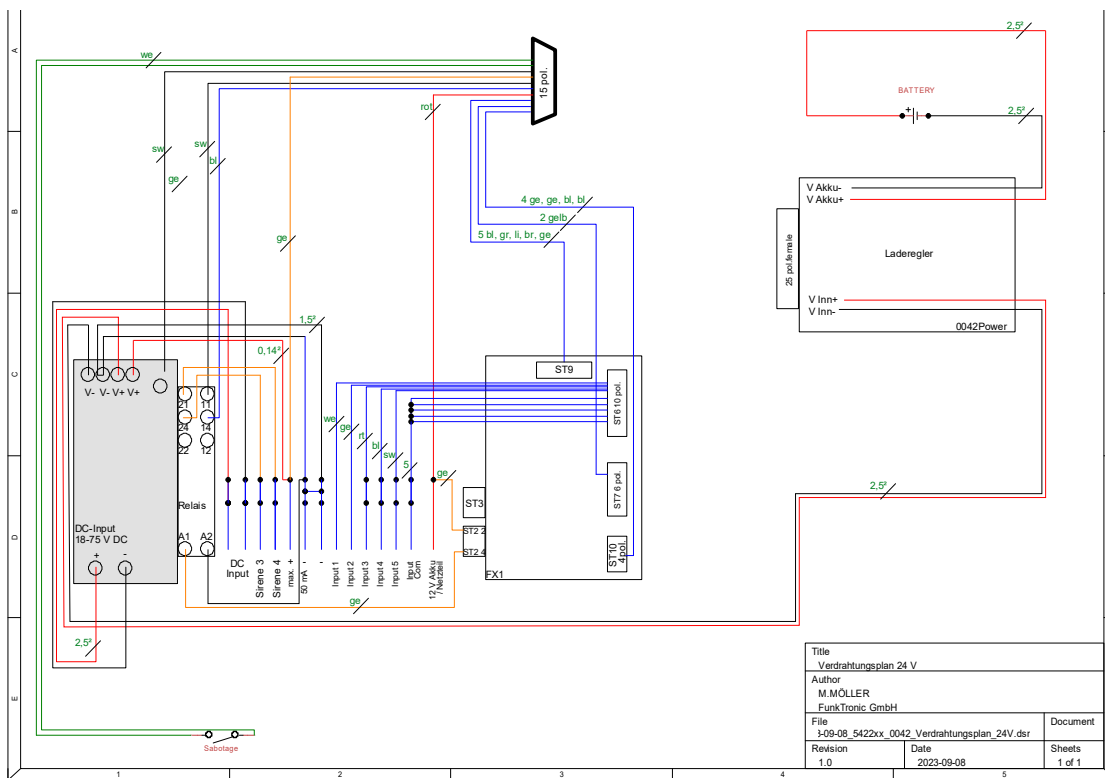 A
B
C
D
E
1
2
3
4
5
we
15 pol.
rot
sw
sw
bl
ge
ge
4 ge, ge, bl, bl
2 gelb
5 bl, gr, li, br, ge
2,5²
BATTERY
+
2,5²
V Akku-
V Akku+
25 pol.female
Laderegler
V Inn+
V Inn-
0042Power
1,5²
0,14²
V- V- V+ V+
21
11
24
14
22
12
Relais
A1
A2
DC-Input
18-75 V DC
+
-
2,5²
we
ge
rt
bl
sw
5
ge
ST9
ST6 10 pol.
ST7 6 pol.
ST10
4pol.
ST3
ST2 2
ST2 4
FX1
DC
Input
Sirene 3
Sirene 4
max. +
50 mA -
-
Input 1
Input 2
Input 3
Input 4
Input 5
Input
Com
12 V Akku
/ Netzteil
ge
2,5²
Sabotage
Title
Verdrahtungsplan 24 V
Author
M.MÖLLER
FunkTronic GmbH
File
Document
3-09-08_5422xx_0042_Verdrahtungsplan_24V.dsr
Revision
Date
Sheets
1.0
2023-09-08
1 of 1